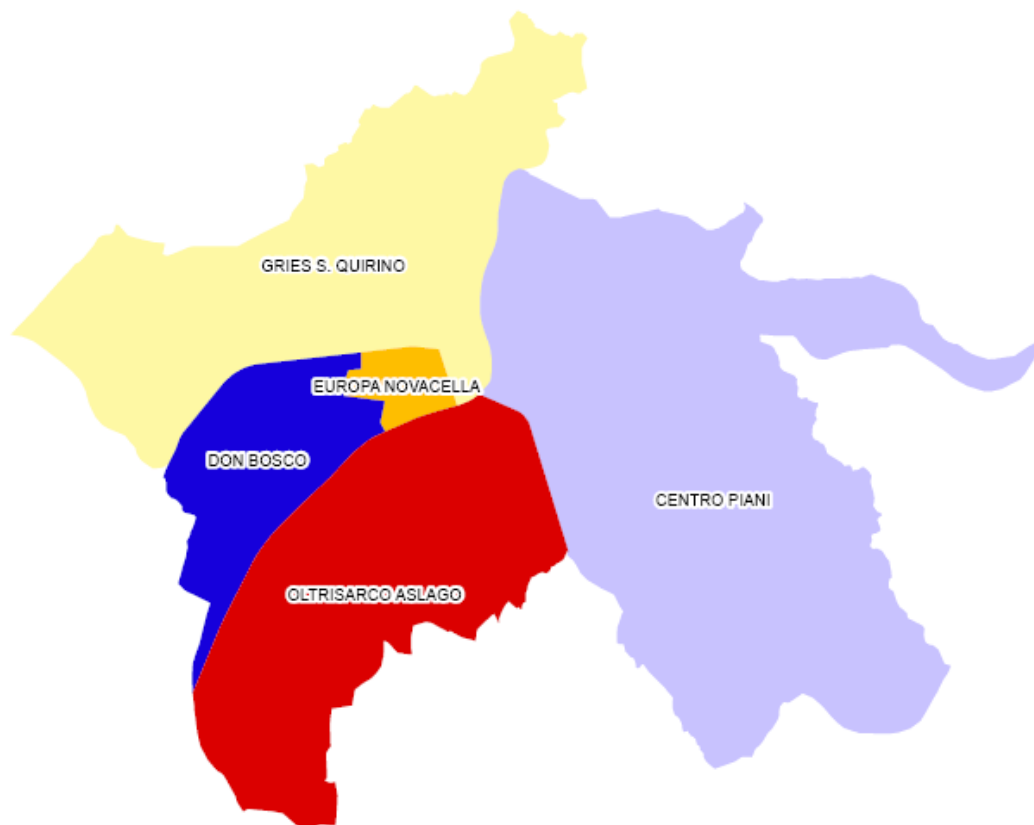 GRIES S. QUIRINO
EUROPA NOVACELLA
DON BOSCO
CENTRO PIANI
OLTRISARCO ASLAGO